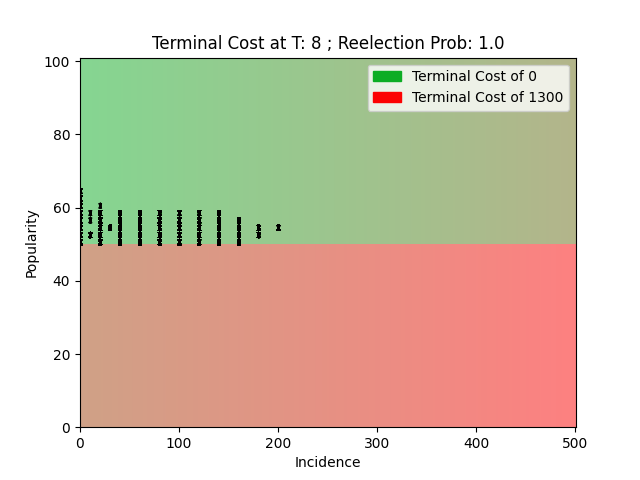 Terminal Cost at T: 8 ; Reelection Prob: 1.0
Terminal Cost of 0
Terminal Cost of 1300
100
80
60
40
20
0
Popularity
0 100 200 300 400 500
Incidence